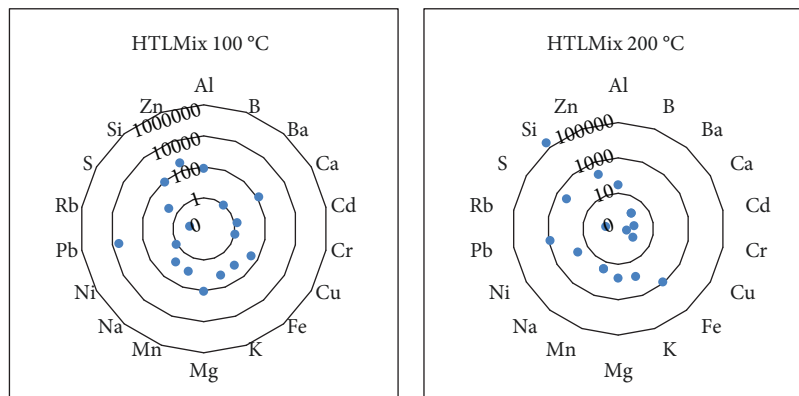 HTLMix 100 °C
Al
B
Ba
Ca
Cd
Cr
Cu
Fe
K
Mg
Mn
Na
Ni
Pb
Rb
S
Si
Zn
1000000
10000
100
1
0
HTLMix 200 °C
Al
B
Ba
Ca
Cd
Cr
Cu
Fe
K
Mg
Mn
Na
Ni
Pb
Rb
S
Si
Zn
100000
1000
10
0